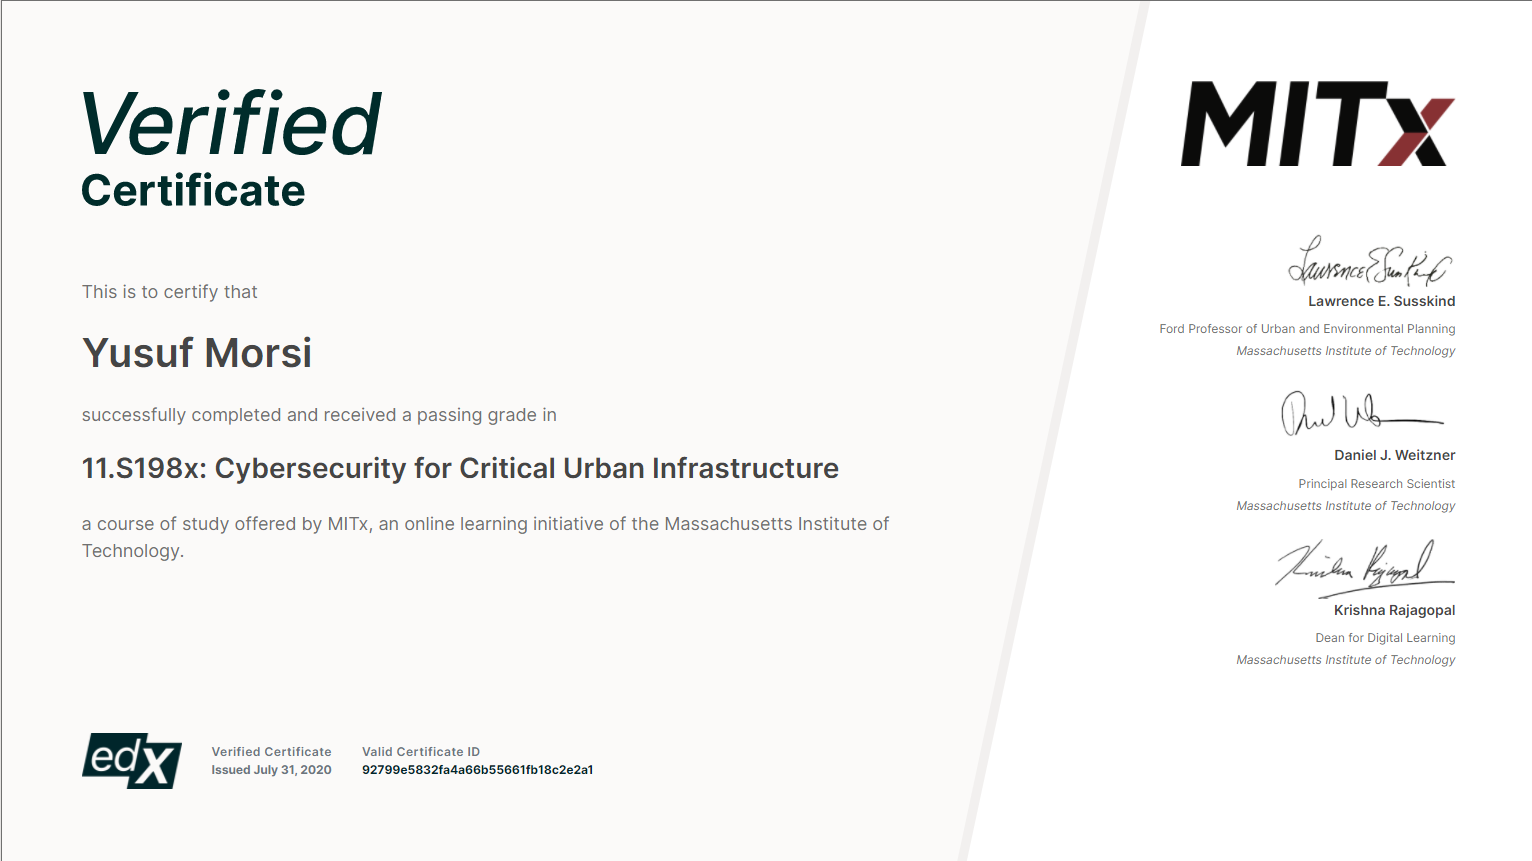 Verified
Certificate
This is to certify that
Yusuf Morsi
successfully completed and received a passing grade in
11.S198x: Cybersecurity for Critical Urban Infrastructure
a course of study offered by MITx, an online learning initiative of the Massachusetts Institute of
Technology.
edX
Verified Certificate
Issued July 31, 2020
Valid Certificate ID
92799e5832fa4a66b55661fb18c2e2a1
MITx
Lawrence E. Susskind
Ford Professor of Urban and Environmental Planning
Massachusetts Institute of Technology
Daniel J. Weitzner
Principal Research Scientist
Massachusetts Institute of Technology
Krishna Rajagopal
Dean for Digital Learning
Massachusetts Institute of Technology